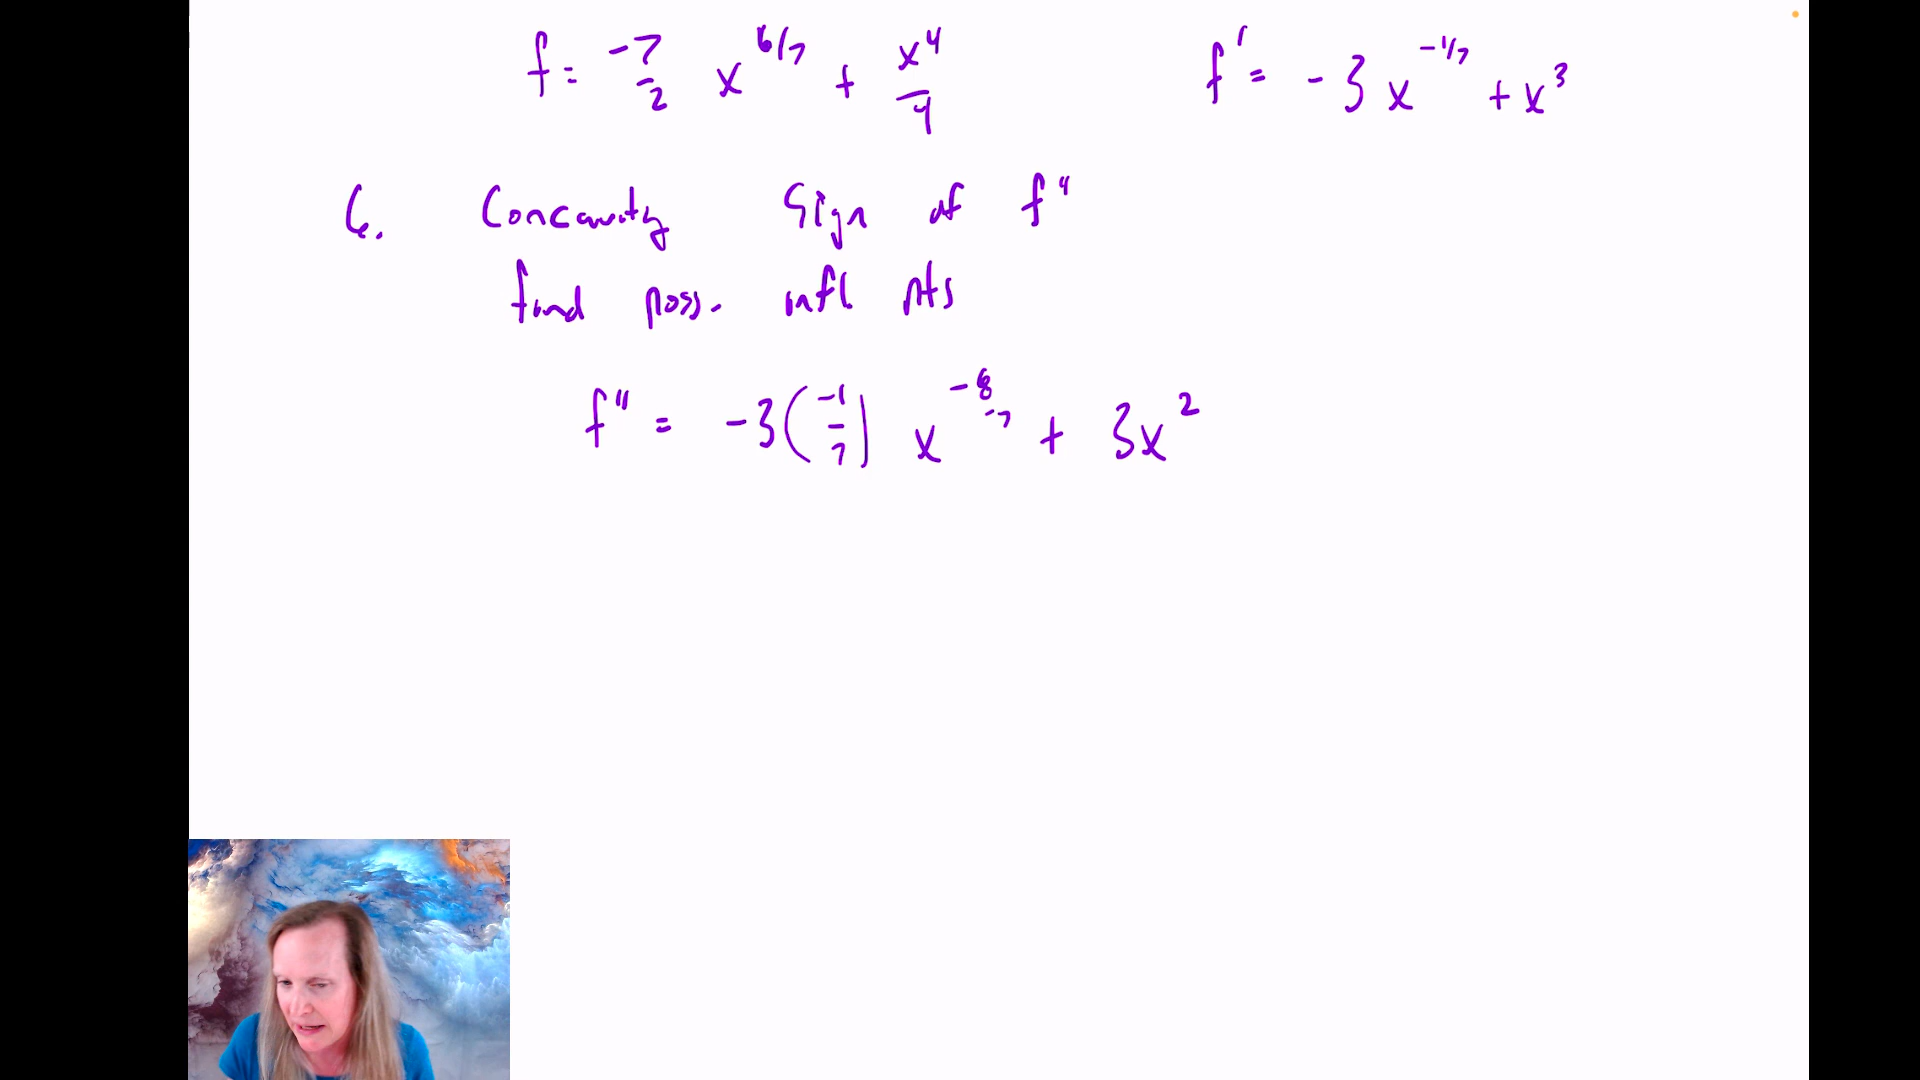 f = -7/2 x^{6/7} + x^4/4 f' = -3x^{-1/7} + x^3
6. Concavity Sign of f"
find poss. infl pts
f" = -3(-1/7) x^{-8/7} + 3x^2